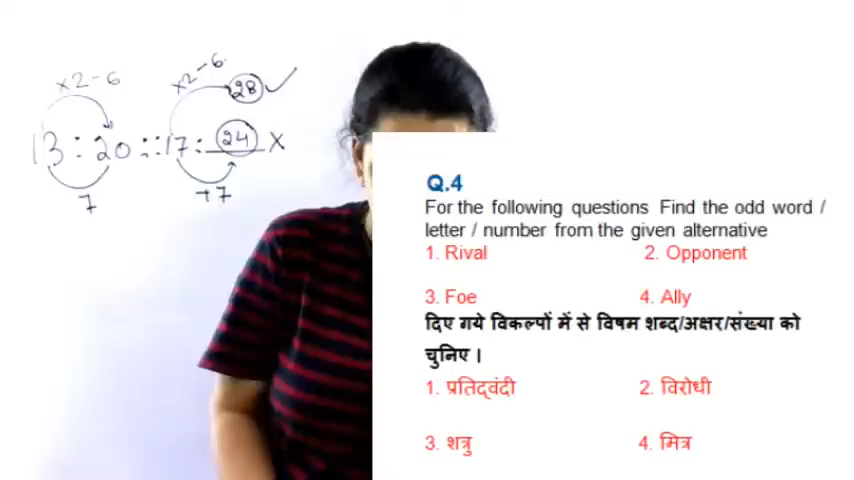 ×2-6 ×2-6
28 ✓
13 : 20 :: 17 : 24 ×
7 +7
Q.4
For the following questions Find the odd word /
letter / number from the given alternative
1. Rival 2. Opponent
3. Foe 4. Ally
दिए गये विकल्पों में से विषम शब्द/अक्षर/संख्या को
चुनिए ।
1. प्रतिद्वंदी 2. विरोधी
3. शत्रु 4. मित्र